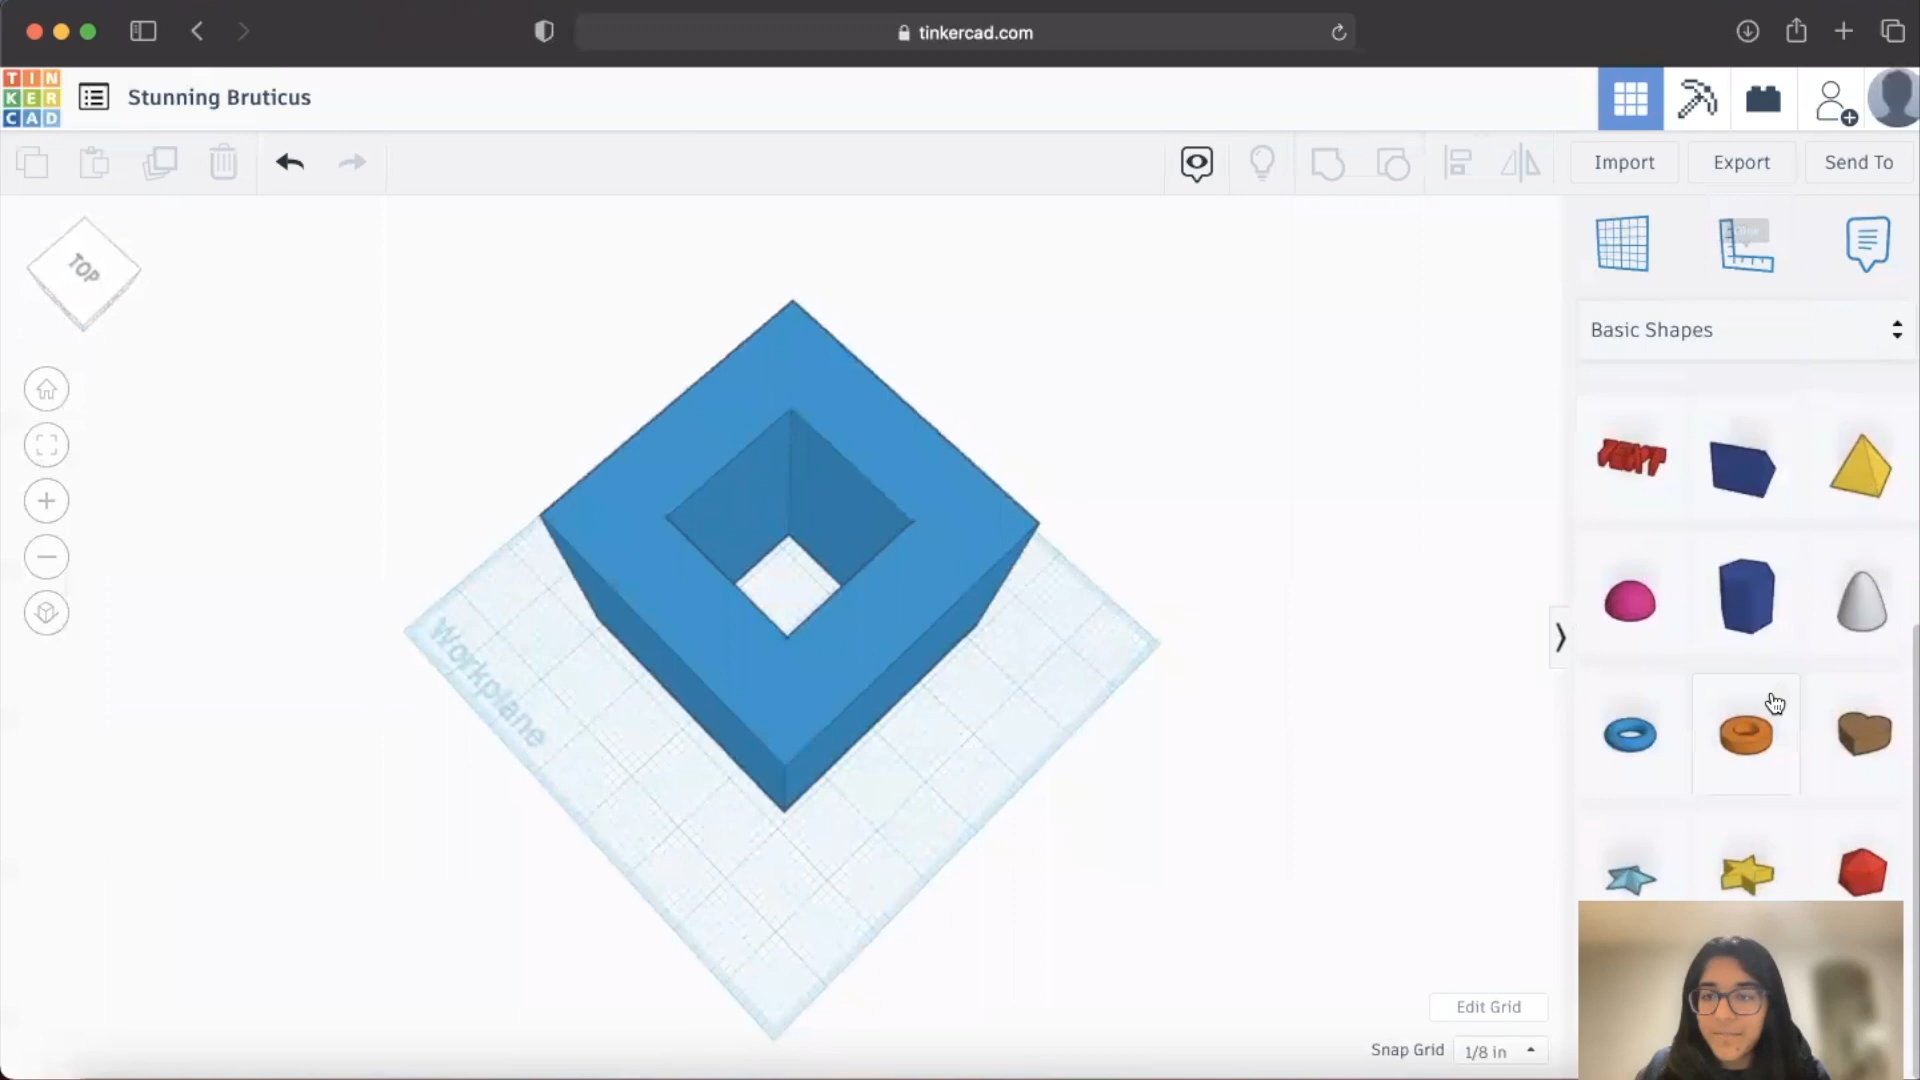 tinkercad.com
TIN
KER
CAD
Stunning Bruticus
Import
Export
Send To
TOP
Basic Shapes
TEXT
Workplane
Edit Grid
Snap Grid
1/8 in